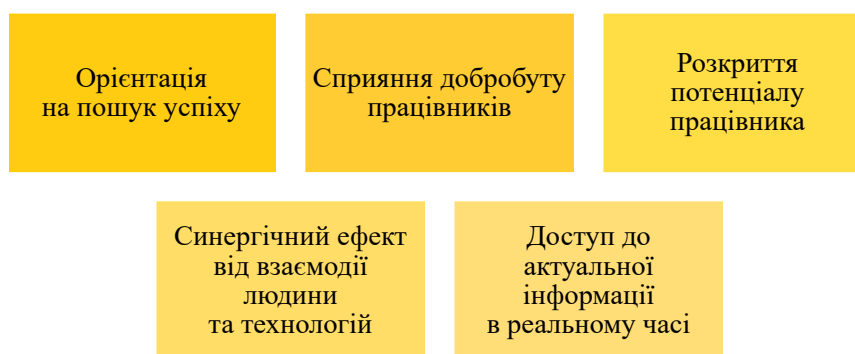 Орієнтація
на пошук успіху
Сприяння добробуту
працівників
Розкриття
потенціалу
працівника
Синергічний ефект
від взаємодії
людини
та технологій
Доступ до
актуальної
інформації
в реальному часі